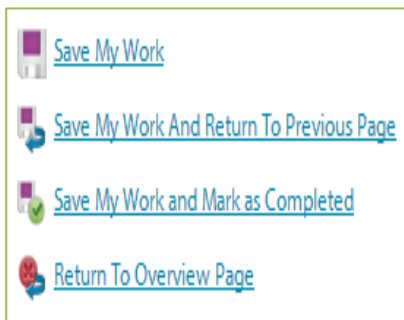 Save My Work
Save My Work And Return To Previous Page
Save My Work and Mark as Completed
Return To Overview Page